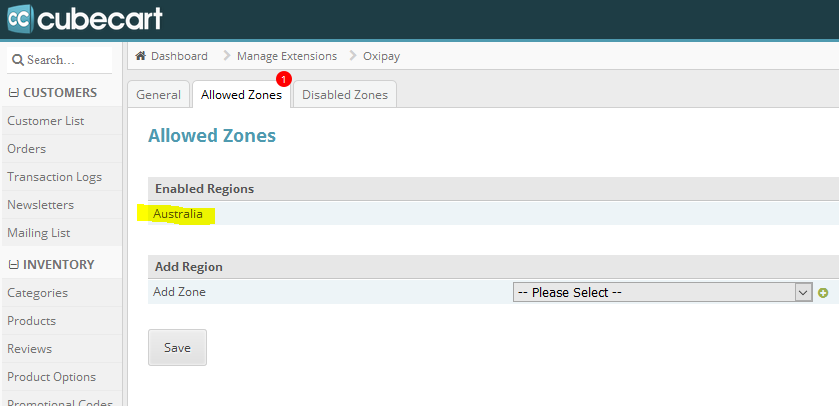 cc cubecart
Search...
Dashboard Manage Extensions Oxipay
General Allowed Zones 1 Disabled Zones
CUSTOMERS
Customer List
Orders
Transaction Logs
Newsletters
Mailing List
INVENTORY
Categories
Products
Reviews
Product Options
Promotional Codes
Allowed Zones
Enabled Regions
Australia
Add Region
Add Zone -- Please Select --
Save